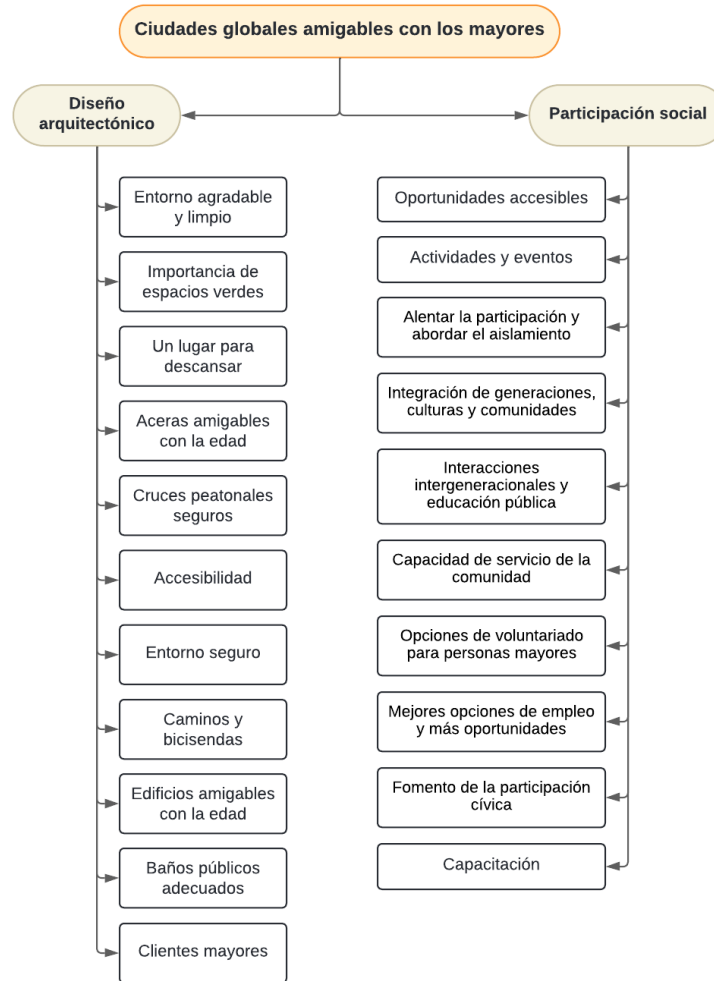 Ciudades globales amigables con los mayores
Diseño
arquitectónico
Entorno agradable
y limpio
Importancia de
espacios verdes
Un lugar para
descansar
Aceras amigables
con la edad
Cruces peatonales
seguros
Accesibilidad
Entorno seguro
Caminos y
bicisendas
Edificios amigables
con la edad
Baños públicos
adecuados
Clientes mayores
Participación social
Oportunidades accesibles
Actividades y eventos
Alentar la participación y
abordar el aislamiento
Integración de generaciones,
culturas y comunidades
Interacciones
intergeneracionales y
educación pública
Capacidad de servicio de la
comunidad
Opciones de voluntariado
para personas mayores
Mejores opciones de empleo
y más oportunidades
Fomento de la participación
cívica
Capacitación